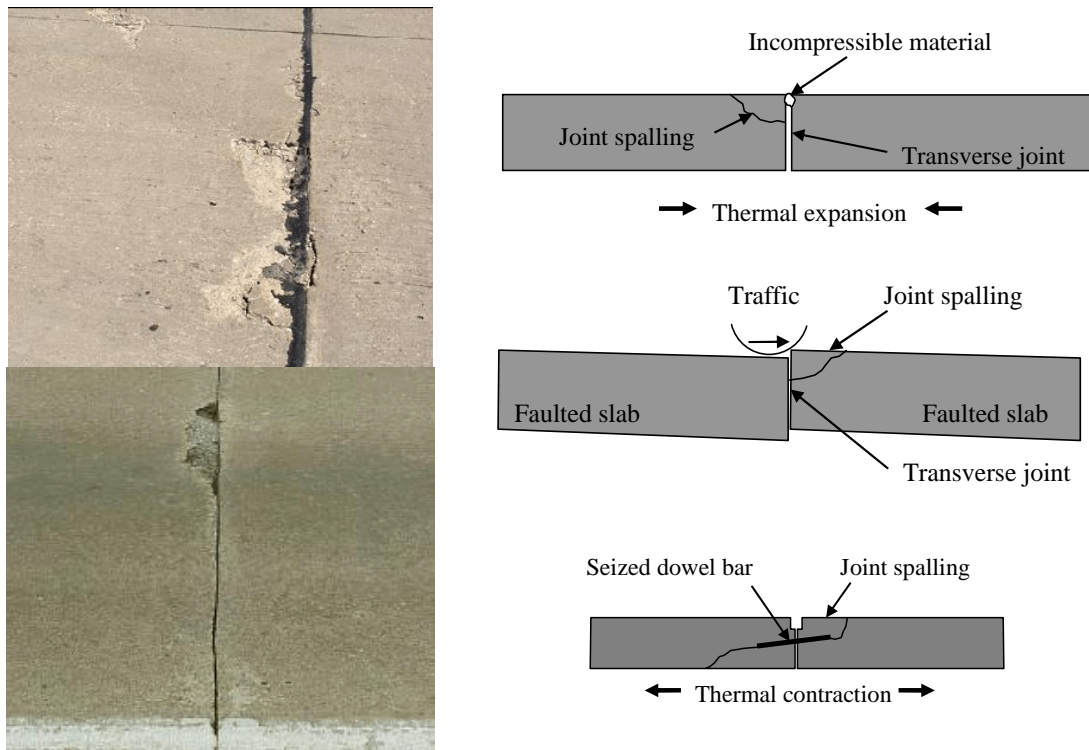 Incompressible material
Joint spalling
Transverse joint
Thermal expansion
Traffic
Joint spalling
Faulted slab
Faulted slab
Transverse joint
Seized dowel bar
Joint spalling
Thermal contraction